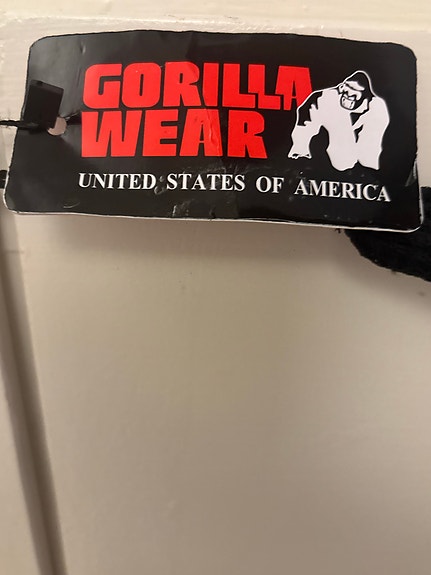 GORILLA
WEAR
UNITED STATES OF AMERICA